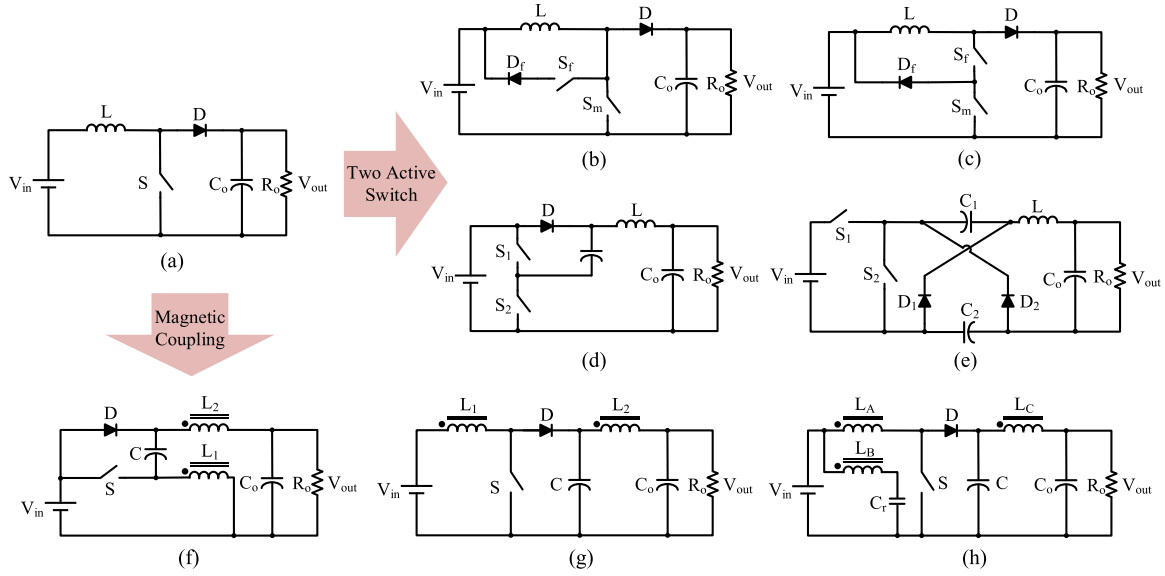 L
D
V_in
S
C_o
R_o
V_out
(a)
Two Active
Switch
L
D
D_f
S_f
V_in
S_m
C_o
R_o
V_out
(b)
L
D
S_f
D_f
V_in
S_m
C_o
R_o
V_out
(c)
D
L
S_1
V_in
S_2
C_o
R_o
V_out
(d)
C_1
L
S_1
S_2
V_in
D_1
D_2
C_2
C_o
R_o
V_out
(e)
Magnetic
Coupling
L_2
D
C
L_1
S
V_in
C_o
R_o
V_out
(f)
L_1
D
L_2
V_in
S
C
C_o
R_o
V_out
(g)
L_A
D
L_C
L_B
V_in
C_r
S
C
C_o
R_o
V_out
(h)